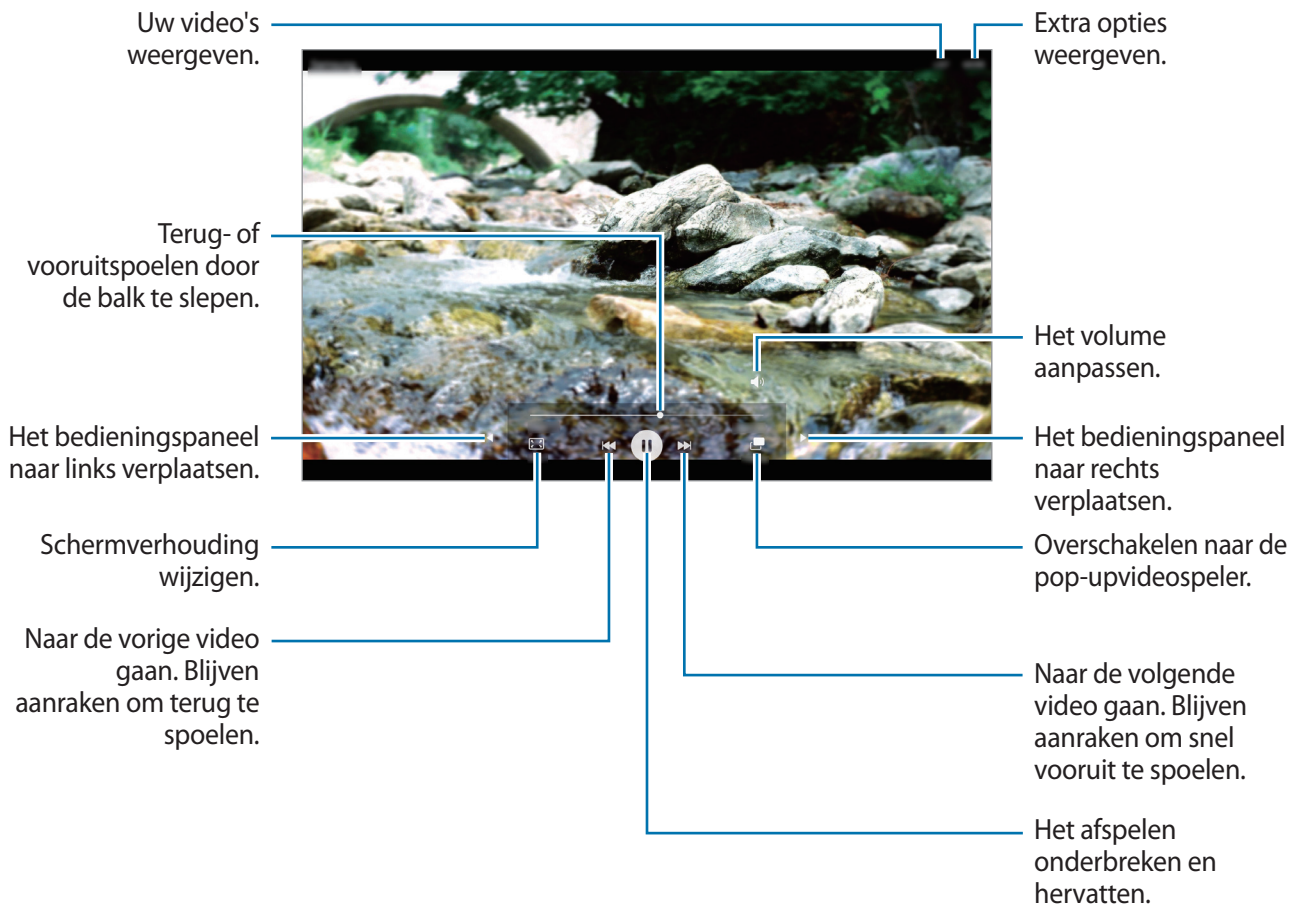 Uw video's
weergeven.
Extra opties
weergeven.
Terug- of
vooruitspoelen door
de balk te slepen.
Het volume
aanpassen.
Het bedieningspaneel
naar links verplaatsen.
Het bedieningspaneel
naar rechts
verplaatsen.
Schermverhouding
wijzigen.
Overschakelen naar de
pop-upvideospeler.
Naar de vorige video
gaan. Blijven
aanraken om terug te
spoelen.
Naar de volgende
video gaan. Blijven
aanraken om snel
vooruit te spoelen.
Het afspelen
onderbreken en
hervatten.